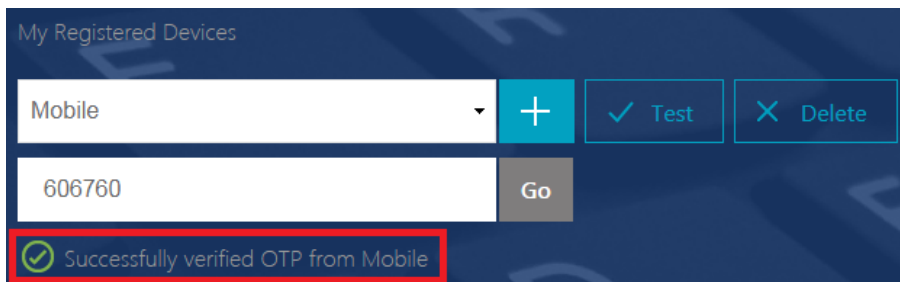 My Registered Devices
Mobile + Test Delete
606760 Go
Successfully verified OTP from Mobile